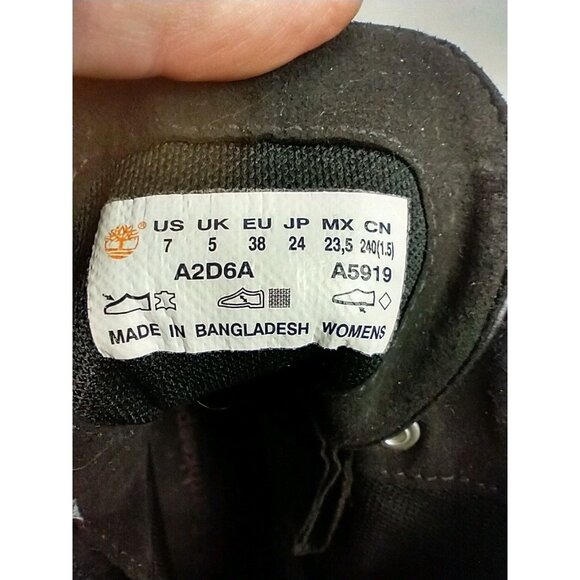 ® US UK EU JP MX CN
7 5 38 24 23,5 240(1.5)
A2D6A A5919
MADE IN BANGLADESH WOMENS